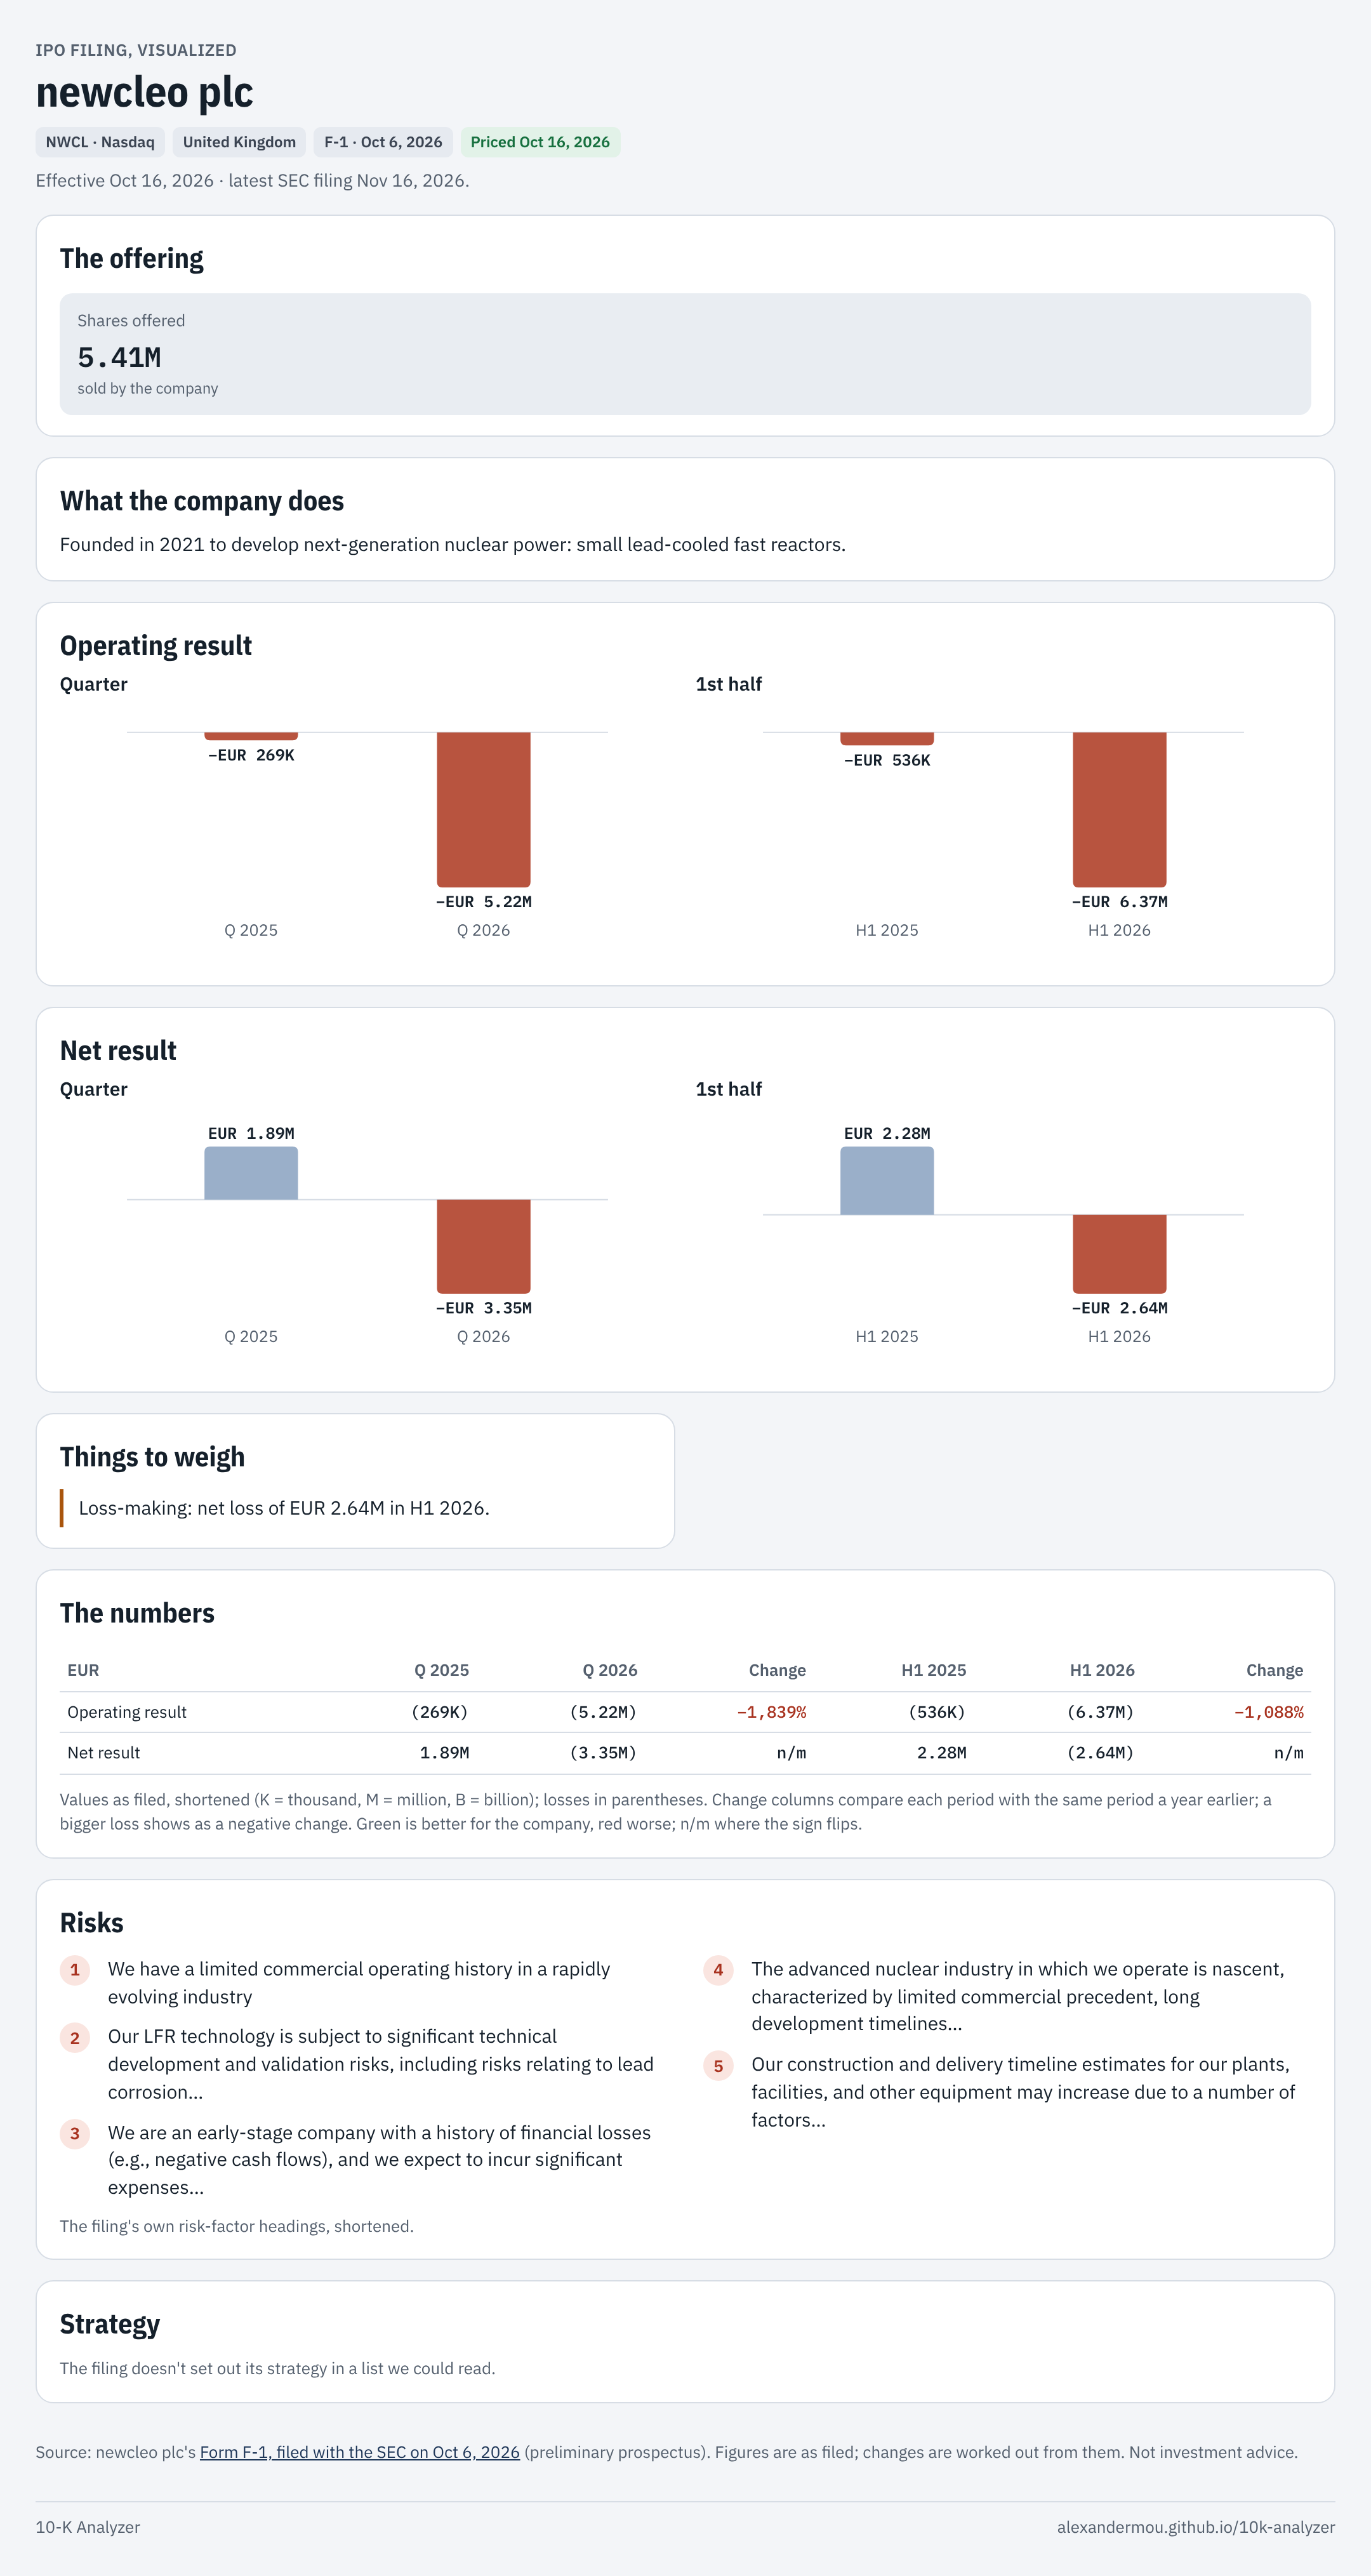 IPO FILING, VISUALIZED
newcleo plc
NWCL · Nasdaq
United Kingdom
F-1 · Oct 6, 2026
Priced Oct 16, 2026
Effective Oct 16, 2026 · latest SEC filing Nov 16, 2026.
The offering
Shares offered
5.41M
sold by the company
What the company does
Founded in 2021 to develop next-generation nuclear power: small lead-cooled fast reactors.
Operating result
Quarter
−EUR 269K
−EUR 5.22M
Q 2025 Q 2026
1st half
−EUR 536K
−EUR 6.37M
H1 2025 H1 2026
Net result
Quarter
EUR 1.89M
−EUR 3.35M
Q 2025 Q 2026
1st half
EUR 2.28M
−EUR 2.64M
H1 2025 H1 2026
Things to weigh
Loss-making: net loss of EUR 2.64M in H1 2026.
The numbers
EUR Q 2025 Q 2026 Change H1 2025 H1 2026 Change
Operating result (269K) (5.22M) −1,839% (536K) (6.37M) −1,088%
Net result 1.89M (3.35M) n/m 2.28M (2.64M) n/m
Values as filed, shortened (K = thousand, M = million, B = billion); losses in parentheses. Change columns compare each period with the same period a year earlier; a
bigger loss shows as a negative change. Green is better for the company, red worse; n/m where the sign flips.
Risks
1 We have a limited commercial operating history in a rapidly
evolving industry
2 Our LFR technology is subject to significant technical
development and validation risks, including risks relating to lead
corrosion…
3 We are an early-stage company with a history of financial losses
(e.g., negative cash flows), and we expect to incur significant
expenses…
4 The advanced nuclear industry in which we operate is nascent,
characterized by limited commercial precedent, long
development timelines…
5 Our construction and delivery timeline estimates for our plants,
facilities, and other equipment may increase due to a number of
factors…
The filing's own risk-factor headings, shortened.
Strategy
The filing doesn't set out its strategy in a list we could read.
Source: newcleo plc's Form F-1, filed with the SEC on Oct 6, 2026 (preliminary prospectus). Figures are as filed; changes are worked out from them. Not investment advice.
10-K Analyzer
alexandermou.github.io/10k-analyzer